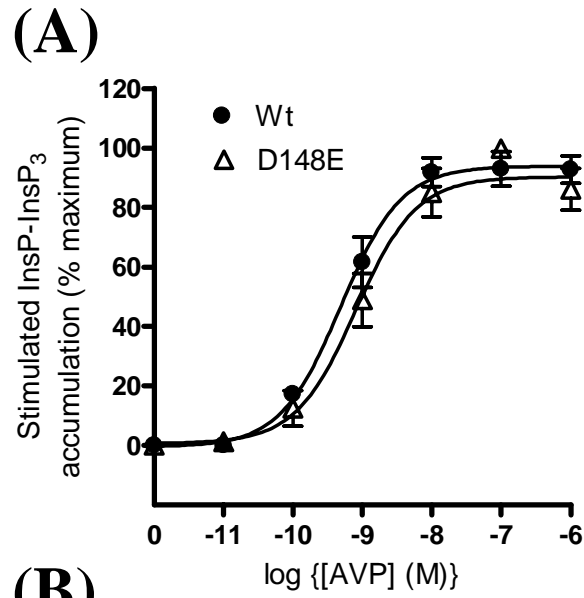 (A)
120
100
80
60
40
20
0
Wt
D148E
Stimulated InsP-InsP₃
accumulation (% maximum)
0 -11 -10 -9 -8 -7 -6
log {[AVP] (M)}
(B)